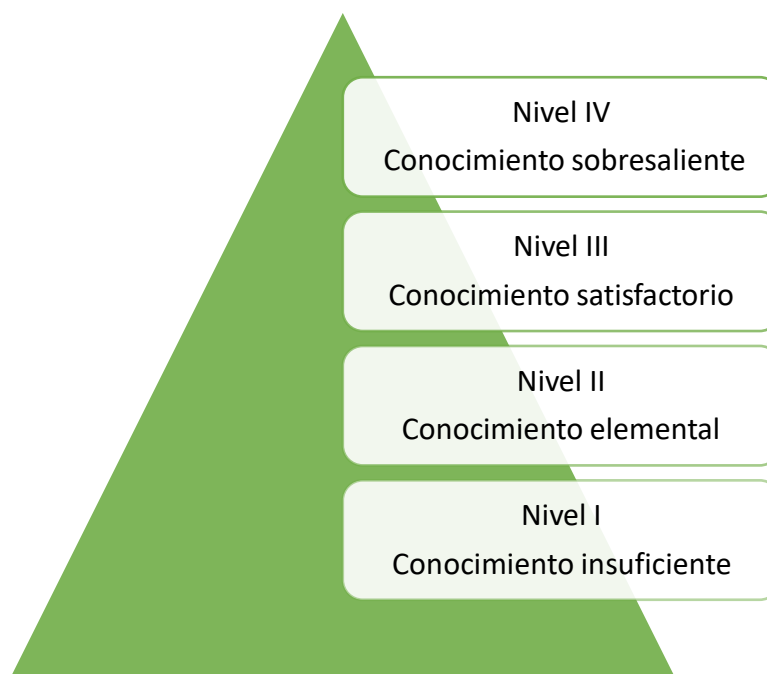 Nivel IV
Conocimiento sobresaliente
Nivel III
Conocimiento satisfactorio
Nivel II
Conocimiento elemental
Nivel I
Conocimiento insuficiente